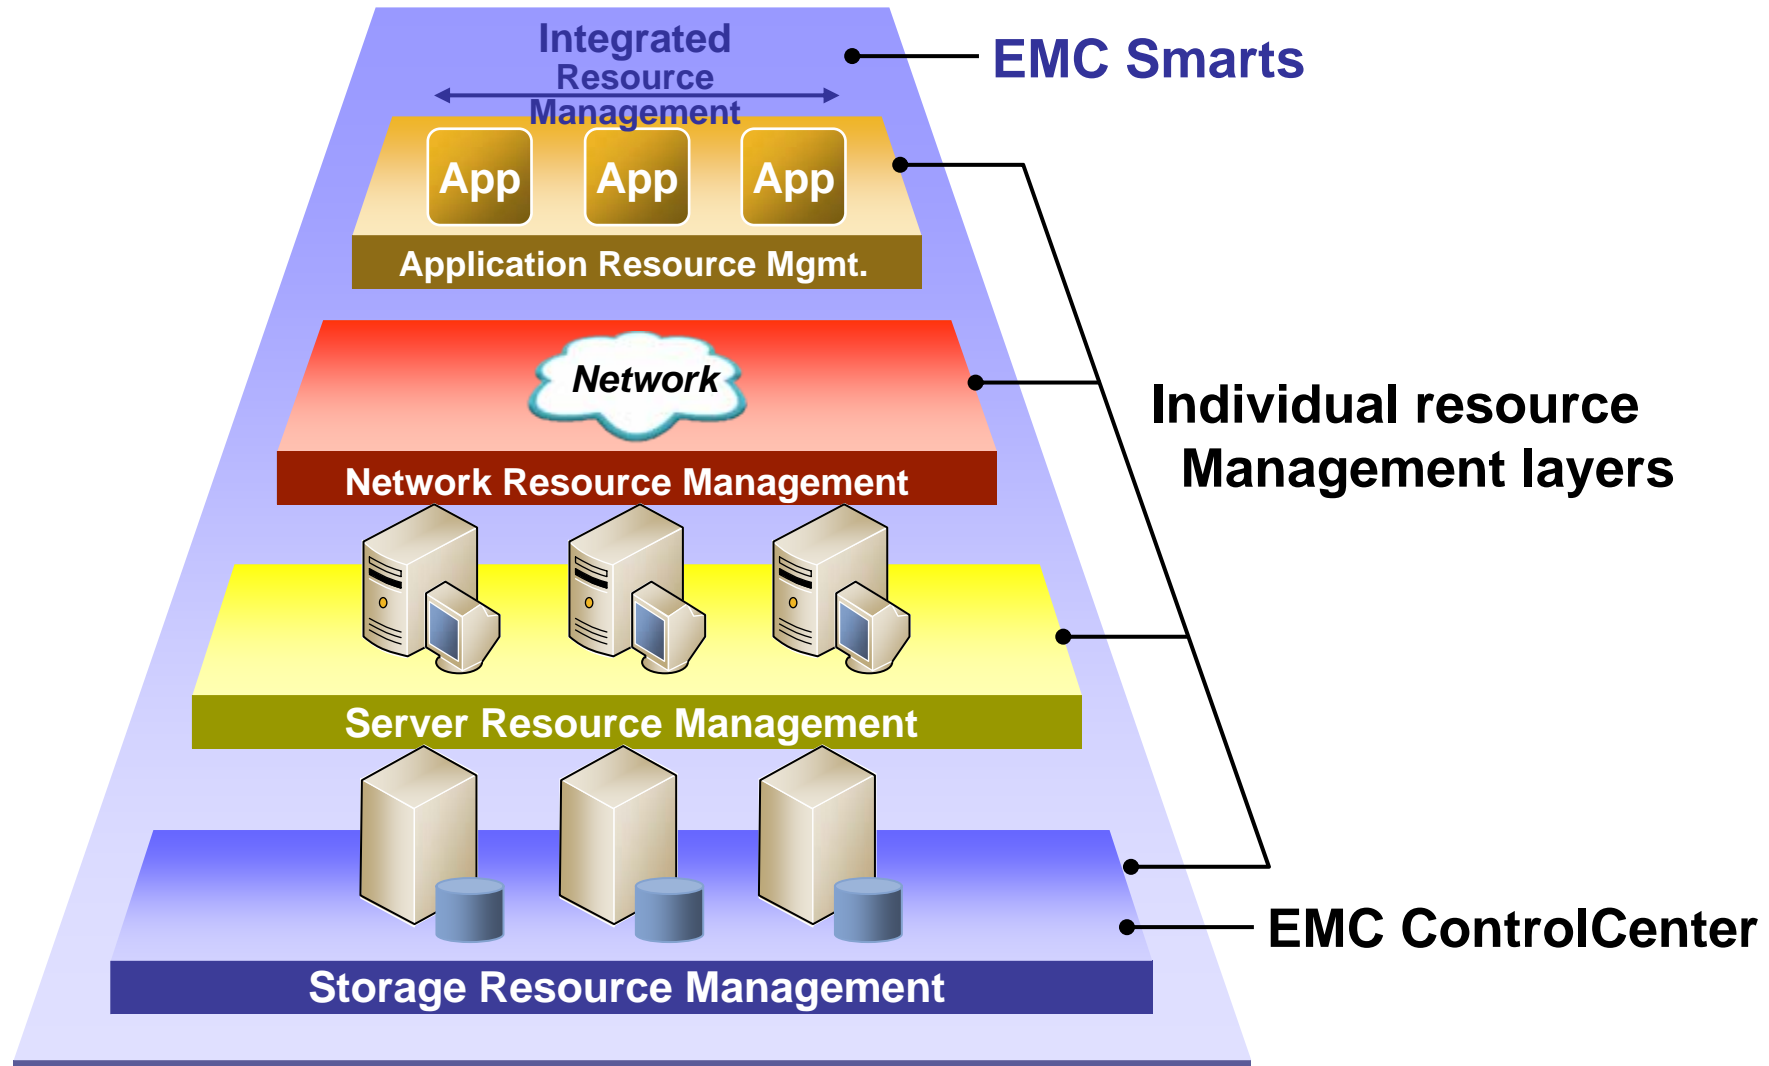 Integrated
Resource
Management
EMC Smarts
App App App
Application Resource Mgmt.
Network
Network Resource Management
Individual resource
Management layers
Server Resource Management
EMC ControlCenter
Storage Resource Management